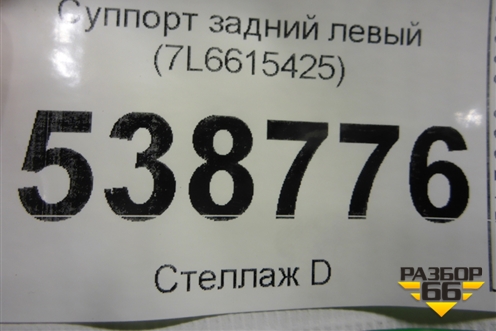 Суппорт задний левый
(7L6615425)
538776
Стеллаж D
РАЗБОР
66